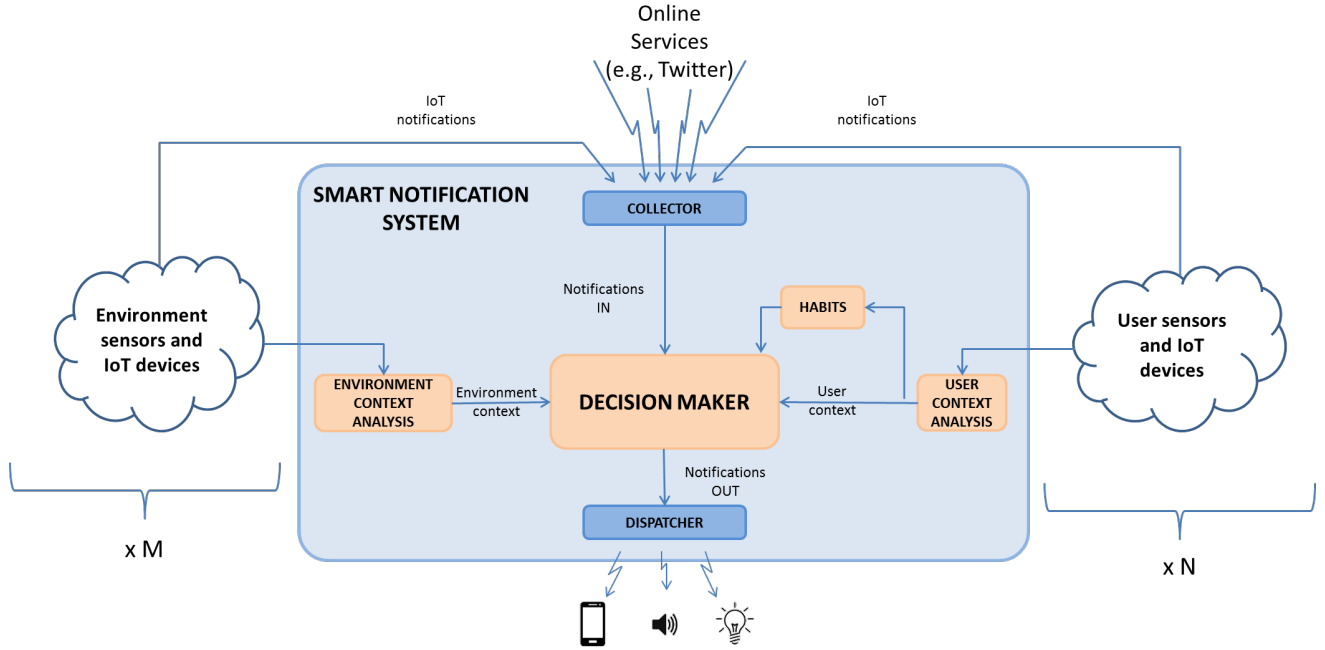 Online
Services
(e.g., Twitter)
IoT
notifications
IoT
notifications
SMART NOTIFICATION
SYSTEM
COLLECTOR
Notifications
IN
HABITS
Environment
sensors and
IoT devices
User sensors
and IoT
devices
ENVIRONMENT
CONTEXT
ANALYSIS
Environment
context
DECISION MAKER
User
context
USER
CONTEXT
ANALYSIS
Notifications
OUT
DISPATCHER
x M
x N